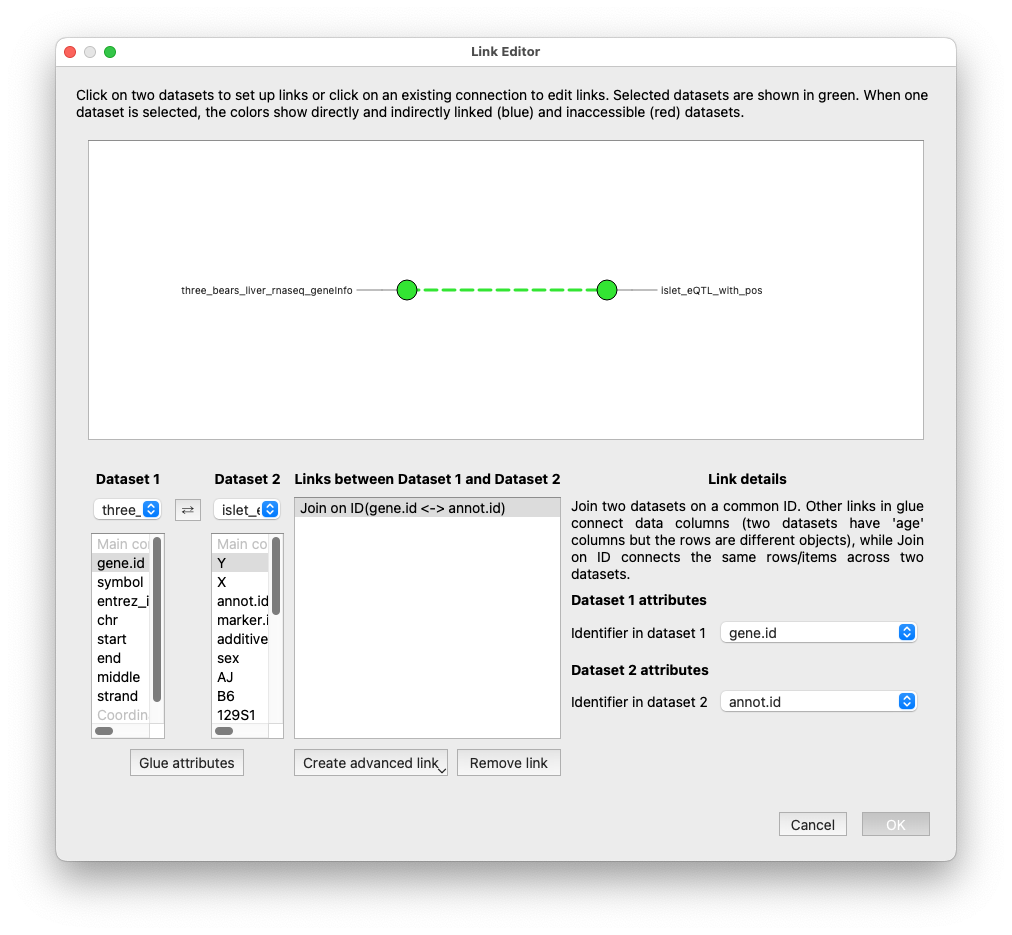 Link Editor
Click on two datasets to set up links or click on an existing connection to edit links. Selected datasets are shown in green. When one
dataset is selected, the colors show directly and indirectly linked (blue) and inaccessible (red) datasets.
three_bears_liver_rnaseq_geneInfo
islet_eQTL_with_pos
Dataset 1
Dataset 2
Links between Dataset 1 and Dataset 2
Link details
three_
⇄
islet_e
Main co
gene.id
symbol
entrez_i
chr
start
end
middle
strand
Coordin
Main co
Y
X
annot.id
marker.i
additive
sex
AJ
B6
129S1
Join on ID(gene.id <-> annot.id)
Join two datasets on a common ID. Other links in glue
connect data columns (two datasets have 'age'
columns but the rows are different objects), while Join
on ID connects the same rows/items across two
datasets.
Dataset 1 attributes
Identifier in dataset 1
gene.id
Dataset 2 attributes
Identifier in dataset 2
annot.id
Glue attributes
Create advanced link
Remove link
Cancel
OK